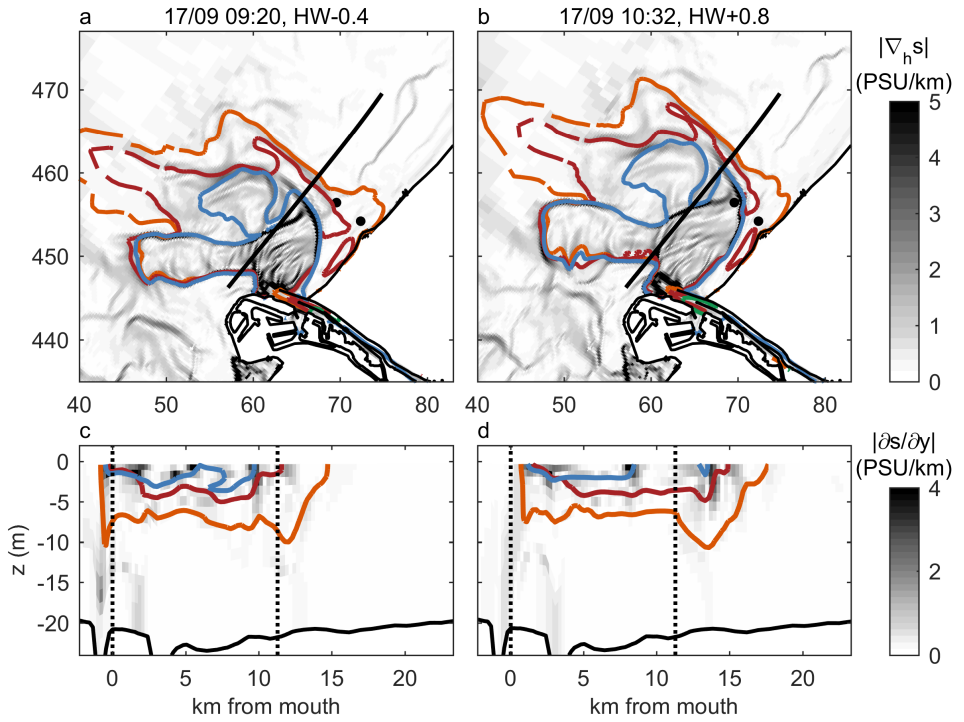 a 17/09 09:20, HW-0.4
b 17/09 10:32, HW+0.8
|∇ₕs|
(PSU/km)
470
460
450
440
40 50 60 70 80
40 50 60 70 80
5
4
3
2
1
0
c
d
|∂s/∂y|
(PSU/km)
z (m)
0
-5
-10
-15
-20
0 5 10 15 20
0 5 10 15 20
km from mouth
km from mouth
4
2
0